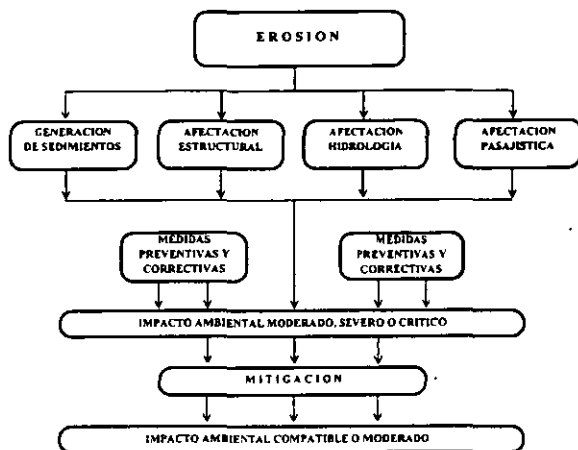 EROSION
GENERACION
DE SEDIMIENTOS
AFECTACION
ESTRUCTURAL
AFECTACION
HIDROLOGIA
AFECTACION
PASAJISTICA
MEDIDAS
PREVENTIVAS Y
CORRECTIVAS
MEDIDAS
PREVENTIVAS Y
CORRECTIVAS
IMPACTO AMBIENTAL MODERADO, SEVERO O CRITICO
MITIGACION
IMPACTO AMBIENTAL COMPATIBLE O MODERADO